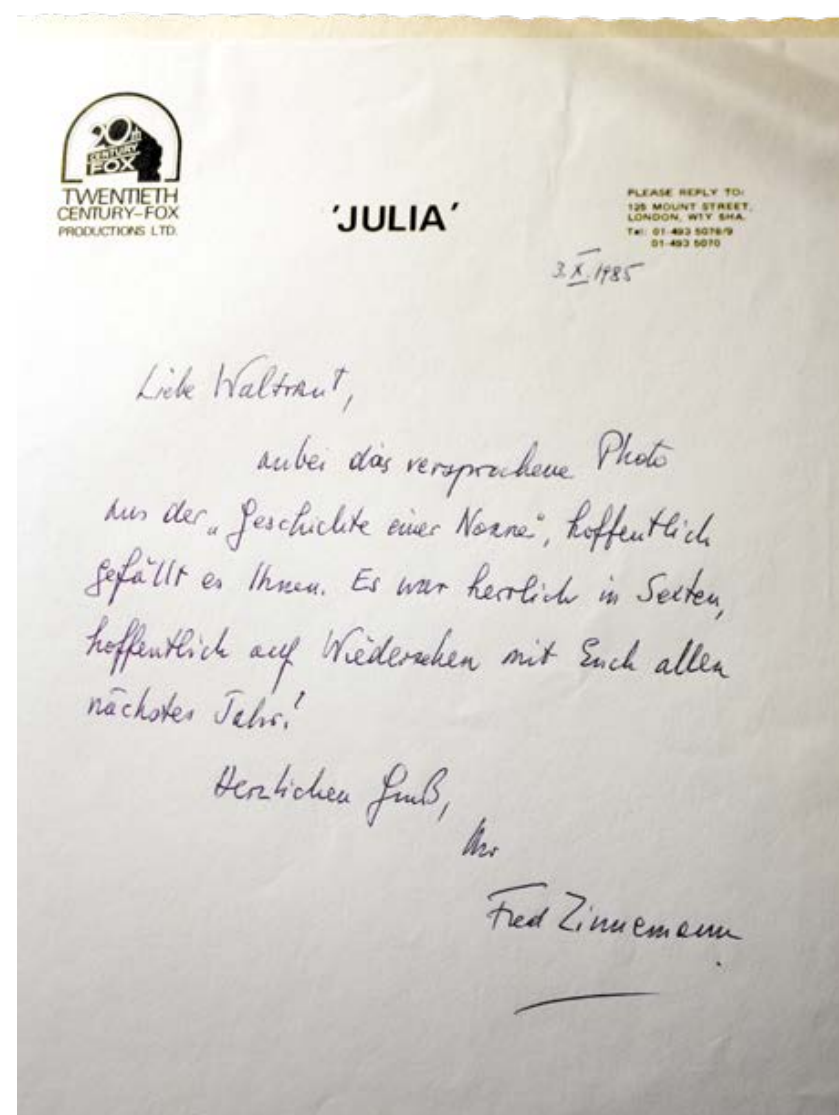 20th
CENTURY
FOX
TWENTIETH
CENTURY-FOX
PRODUCTIONS LTD.
'JULIA'
PLEASE REPLY TO:
125 MOUNT STREET,
LONDON, W1Y 5HA.
Tel: 01-493 5076/9
01-493 5070
3.X.1985
Liebe Waltraut,
anbei das versprochene Photo
aus der „Geschichte einer Nonne“, hoffentlich
gefällt es Ihnen. Es war herrlich in Sexten,
hoffentlich auf Wiedersehen mit Euch allen
nächstes Jahr!
Herzlichen Gruß,
Ihr
Fred Zinnemann